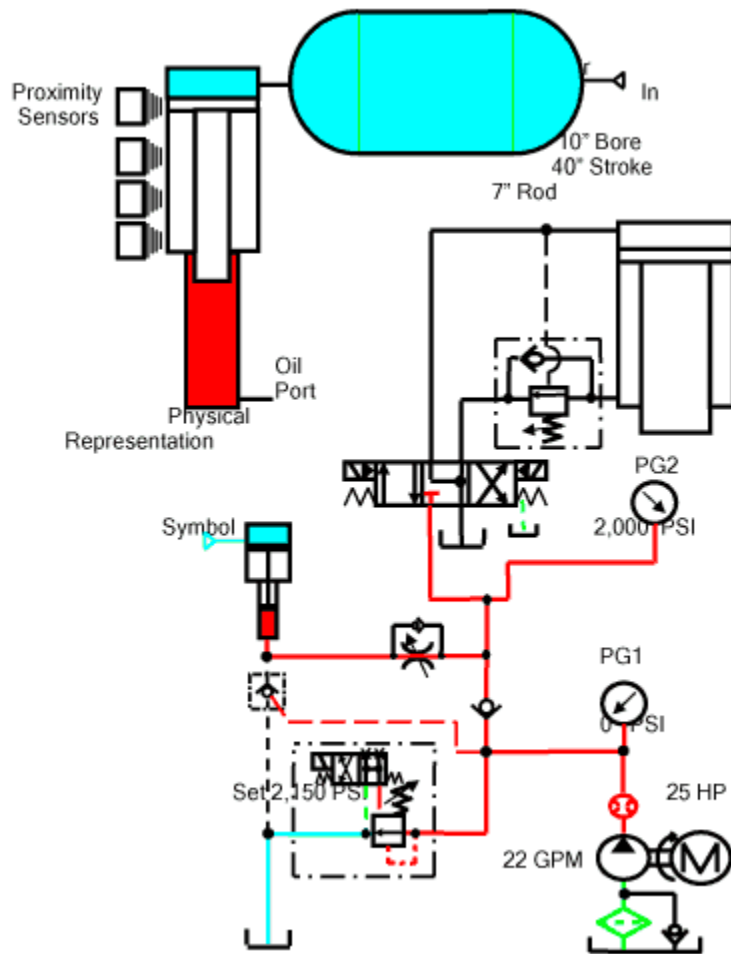 Proximity
Sensors
r
In
10” Bore
40” Stroke
7” Rod
Oil
Port
Physical
Representation
PG2
2,000 PSI
Symbol
PG1
0 PSI
Set 2,150 PSI
25 HP
22 GPM
M